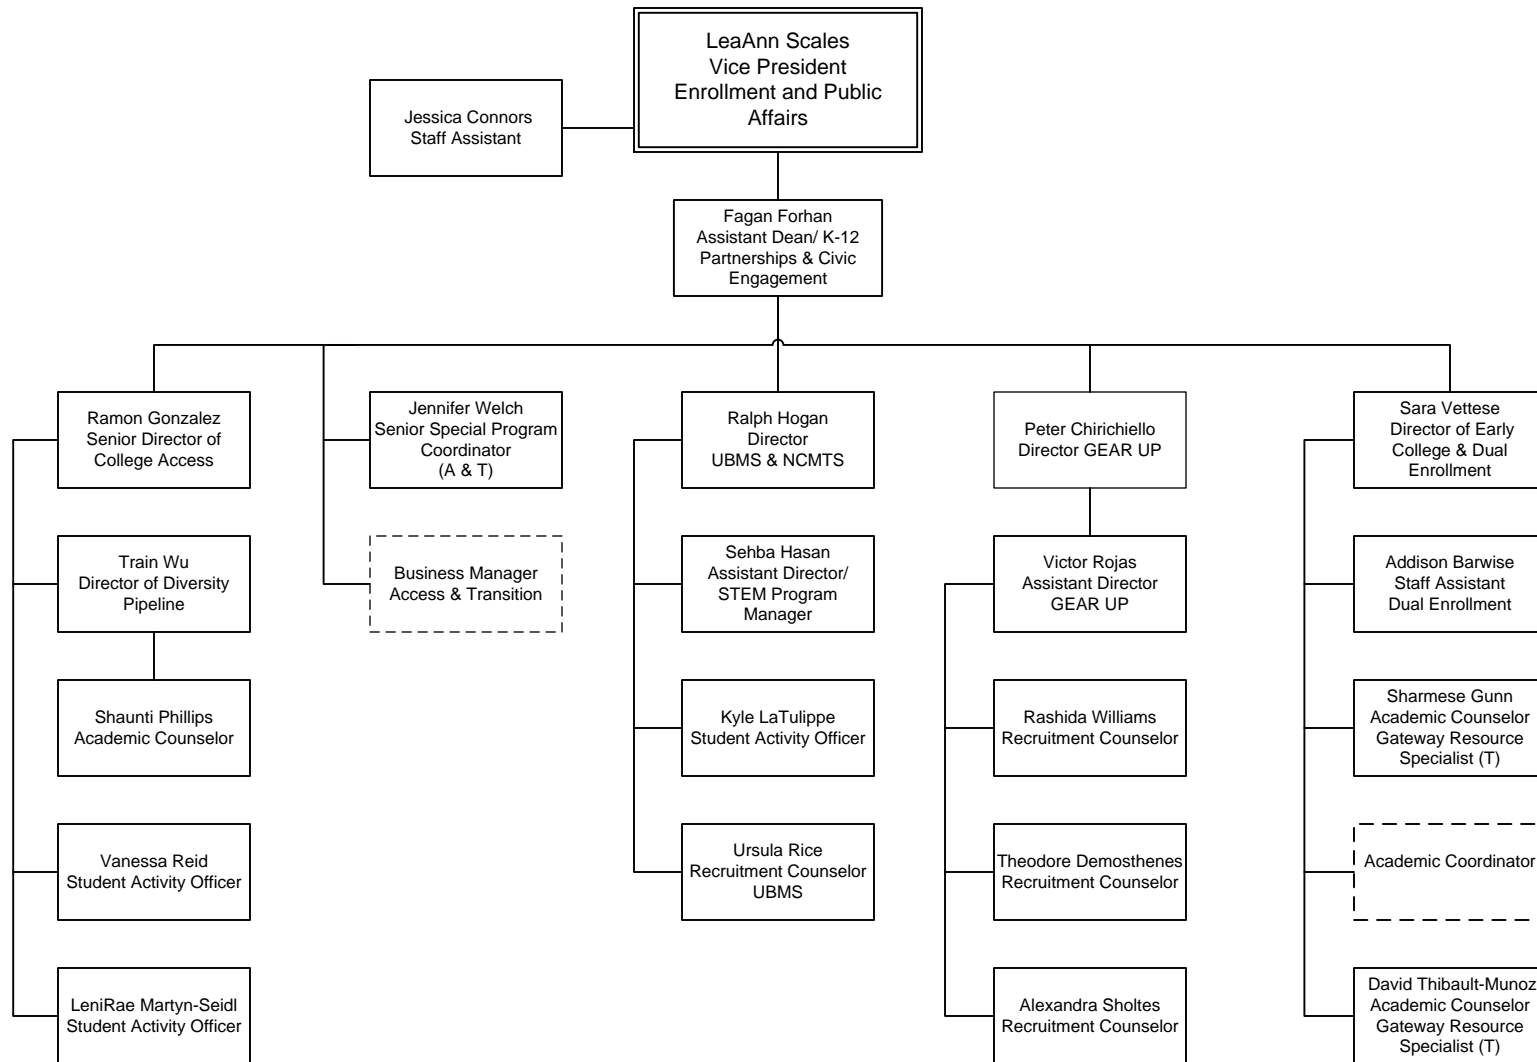 LeaAnn Scales
Vice President
Enrollment and Public
Affairs
Jessica Connors
Staff Assistant
Fagan Forhan
Assistant Dean/ K-12
Partnerships & Civic
Engagement
Ramon Gonzalez
Senior Director of
College Access
Train Wu
Director of Diversity
Pipeline
Shaunti Phillips
Academic Counselor
Vanessa Reid
Student Activity Officer
LeniRae Martyn-Seidl
Student Activity Officer
Jennifer Welch
Senior Special Program
Coordinator
(A & T)
Business Manager
Access & Transition
Ralph Hogan
Director
UBMS & NCMTS
Sehba Hasan
Assistant Director/
STEM Program
Manager
Kyle LaTulippe
Student Activity Officer
Ursula Rice
Recruitment Counselor
UBMS
Peter Chirichiello
Director GEAR UP
Victor Rojas
Assistant Director
GEAR UP
Rashida Williams
Recruitment Counselor
Theodore Demosthenes
Recruitment Counselor
Alexandra Sholtes
Recruitment Counselor
Sara Vettese
Director of Early
College & Dual
Enrollment
Addison Barwise
Staff Assistant
Dual Enrollment
Sharmese Gunn
Academic Counselor
Gateway Resource
Specialist (T)
Academic Coordinator
David Thibault-Munoz
Academic Counselor
Gateway Resource
Specialist (T)